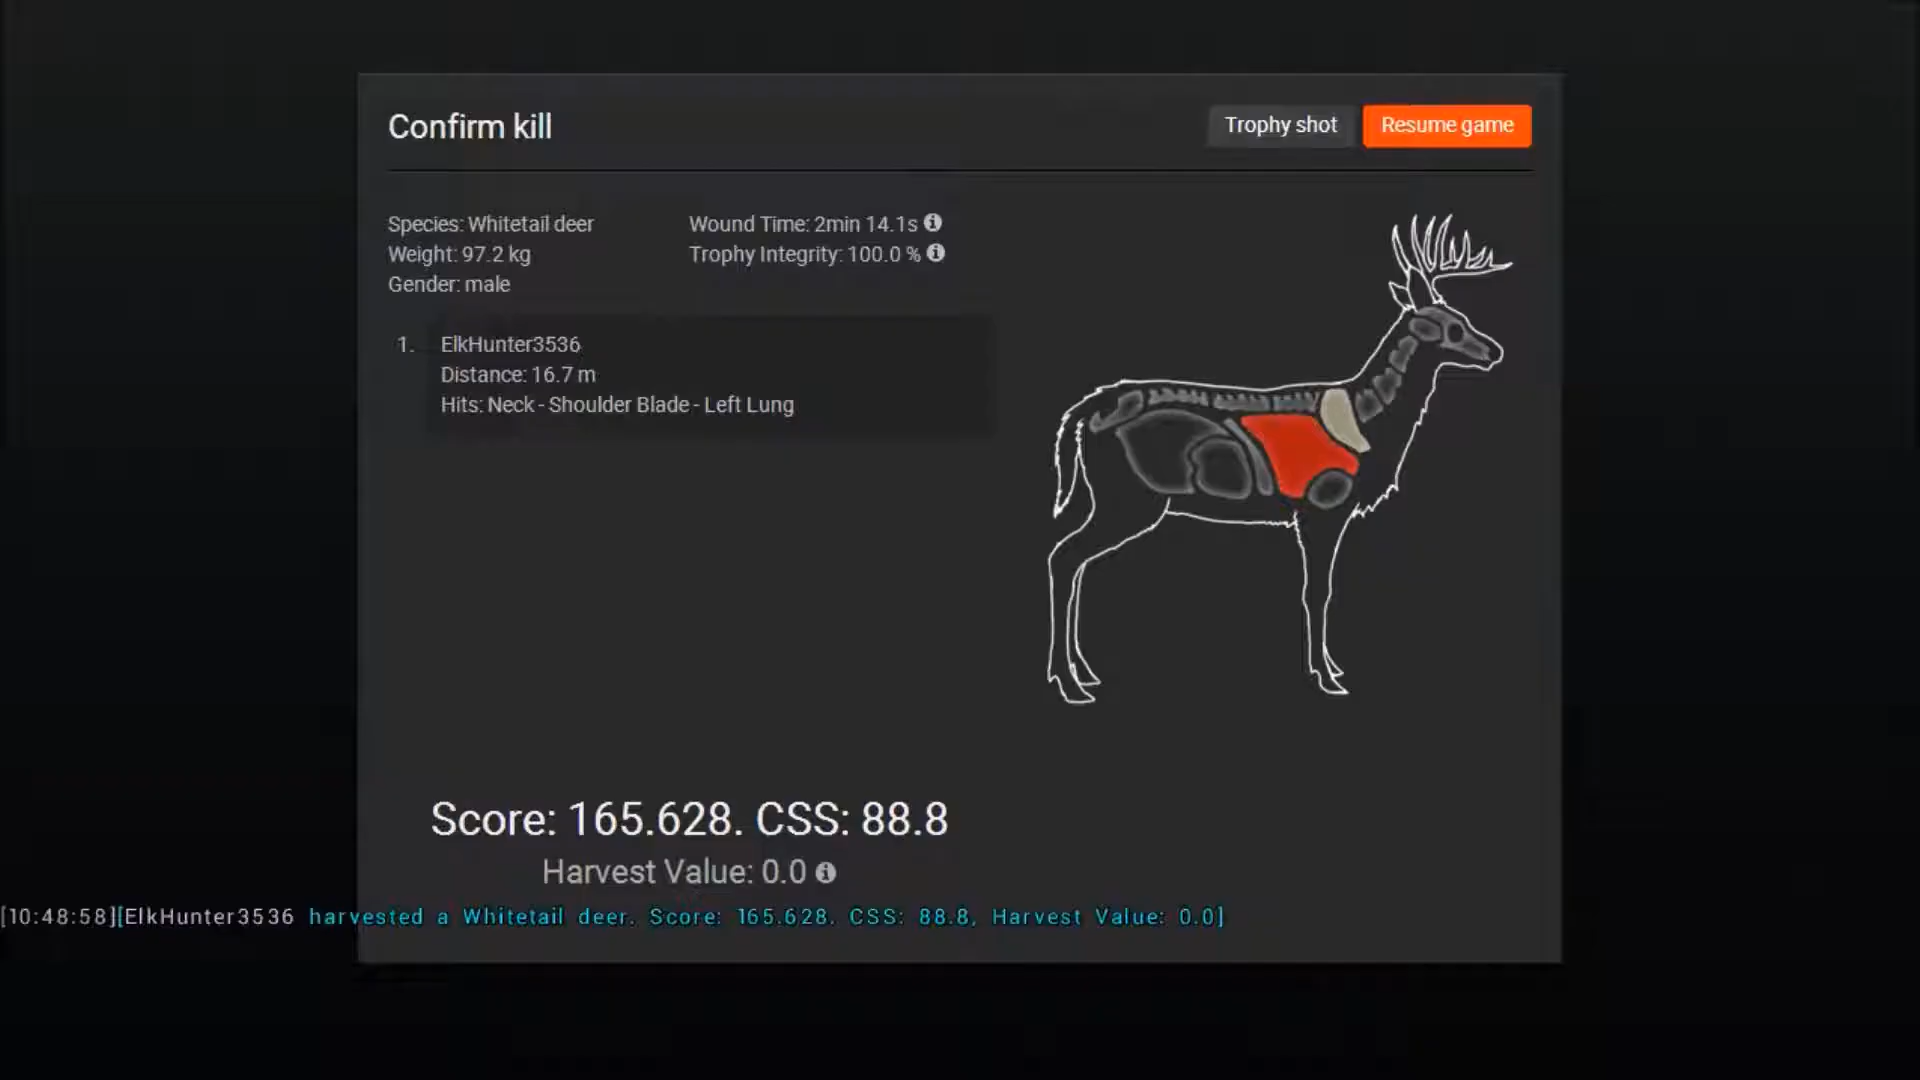 Confirm kill
Trophy shot
Resume game
Species: Whitetail deer
Weight: 97.2 kg
Gender: male
Wound Time: 2min 14.1s
Trophy Integrity: 100.0 %
1.
ElkHunter3536
Distance: 16.7 m
Hits: Neck - Shoulder Blade - Left Lung
Score: 165.628. CSS: 88.8
Harvest Value: 0.0
[10:48:58][ElkHunter3536 harvested a Whitetail deer. Score: 165.628. CSS: 88.8, Harvest Value: 0.0]